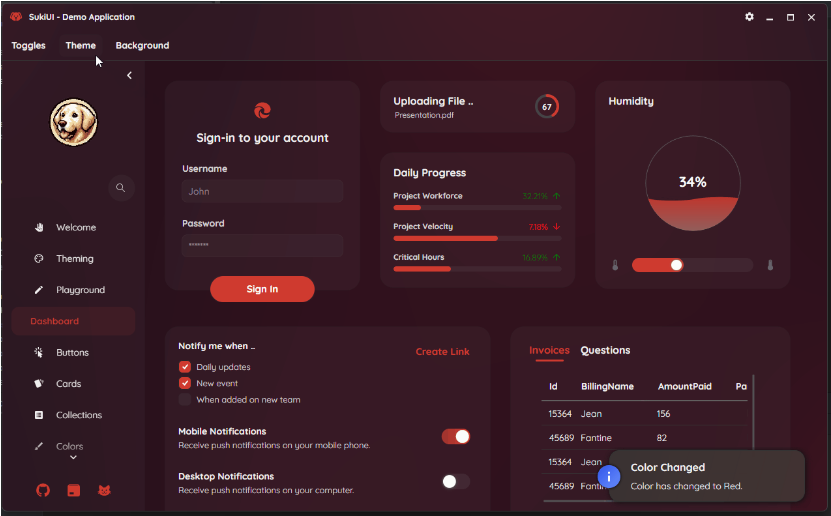 SukiUI - Demo Application
Toggles Theme Background
Welcome
Theming
Playground
Dashboard
Buttons
Cards
Collections
Colors
Sign-in to your account
Username
John
Password
*******
Sign In
Uploading File ..
Presentation.pdf
67
Daily Progress
Project Workforce 32.21%
Project Velocity 7.18%
Critical Hours 16.89%
Humidity
34%
Notify me when ..
Create Link
Daily updates
New event
When added on new team
Mobile Notifications
Receive push notifications on your mobile phone.
Desktop Notifications
Receive push notifications on your computer.
Invoices Questions
Id BillingName AmountPaid Pa
15364 Jean 156
45689 Fantine 82
15364 Jean
45689 Fantin
Color Changed
Color has changed to Red.